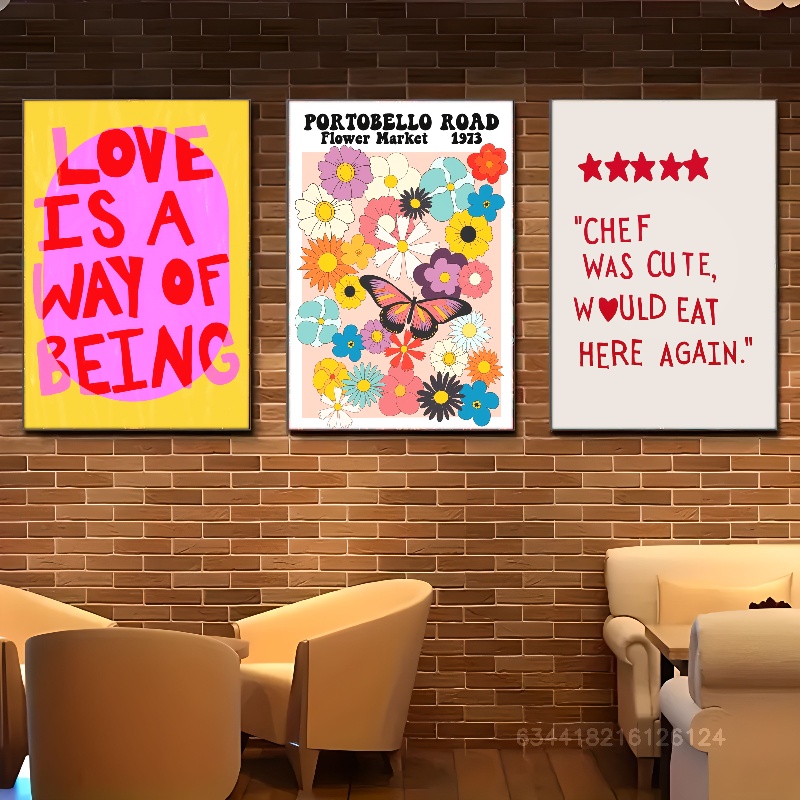 LOVE
IS A
WAY OF
BEING
PORTOBELLO ROAD
Flower Market 1973
"CHEF
WAS CUTE,
WOULD EAT
HERE AGAIN."
634418216126124